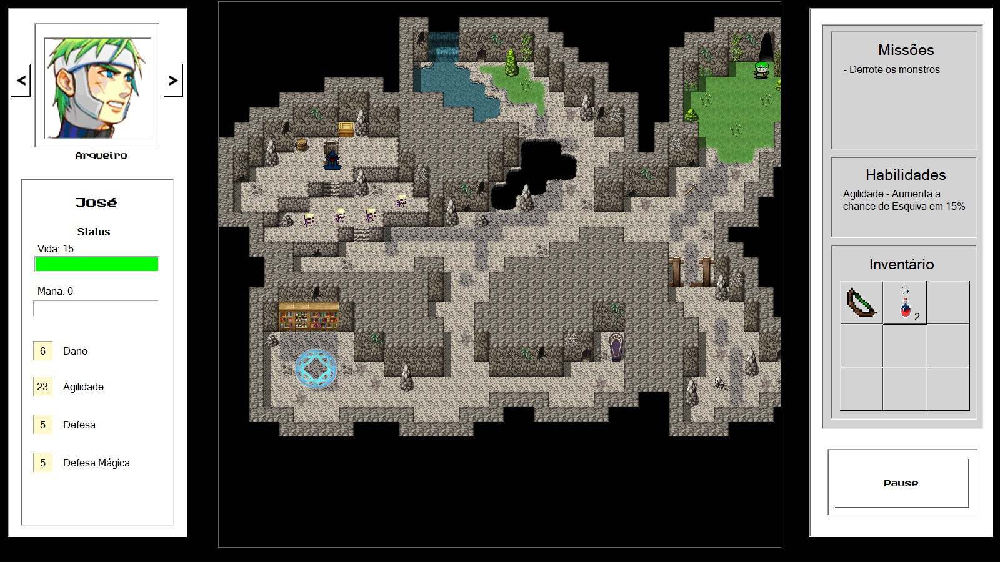 <
>
Arqueiro
José
Status
Vida: 15
Mana: 0
6 Dano
23 Agilidade
5 Defesa
5 Defesa Mágica
Missões
- Derrote os monstros
Habilidades
Agilidade - Aumenta a
chance de Esquiva em 15%
Inventário
2
Pause